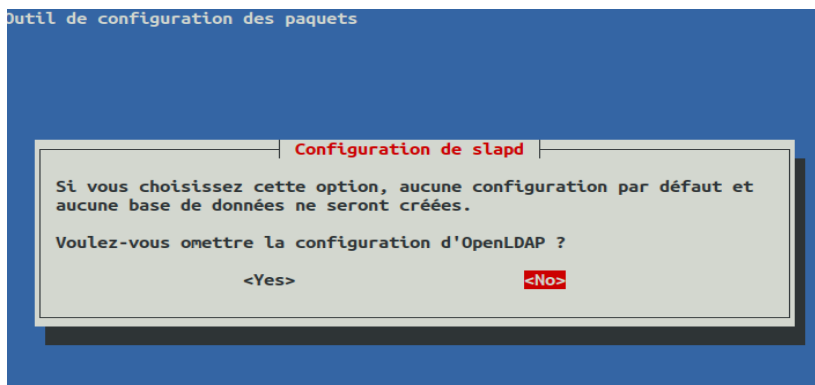 Outil de configuration des paquets
Configuration de slapd
Si vous choisissez cette option, aucune configuration par défaut et
aucune base de données ne seront créées.
Voulez-vous omettre la configuration d'OpenLDAP ?
<Yes> <No>